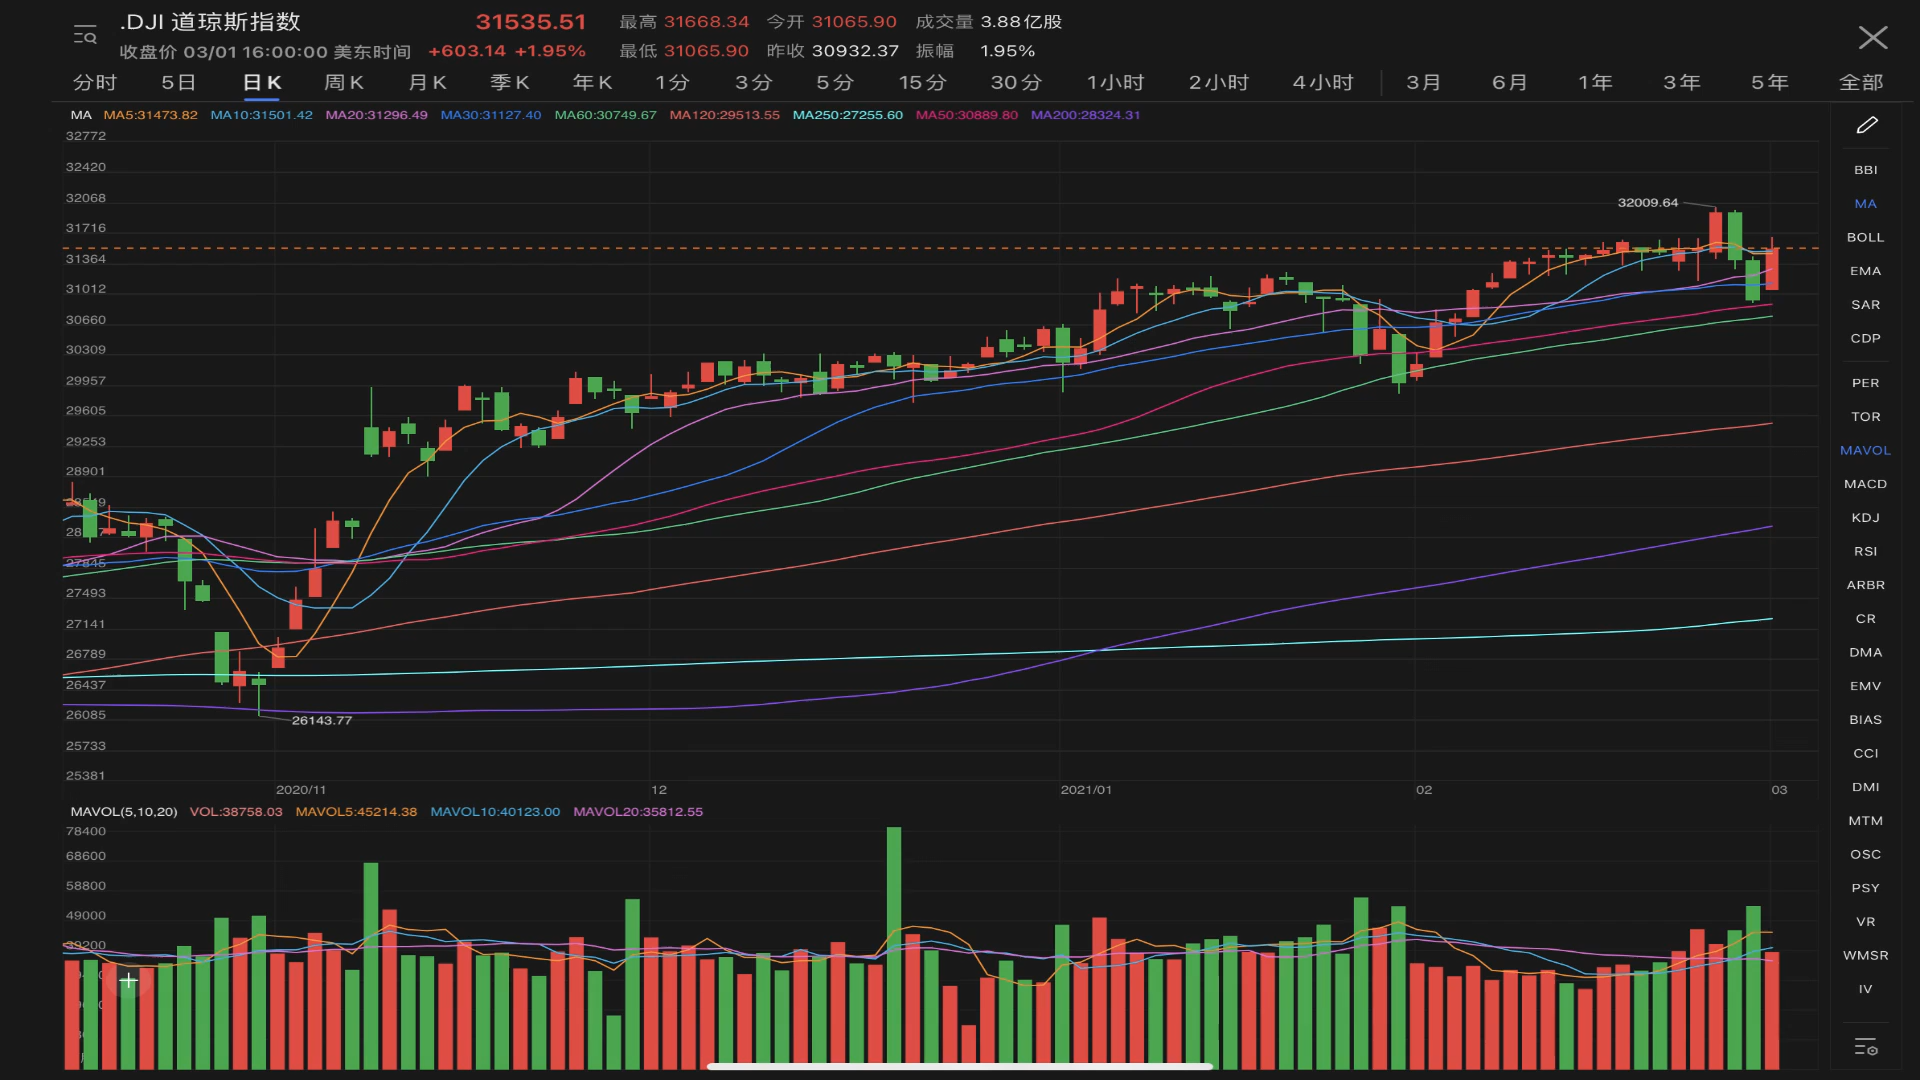 .DJI 道琼斯指数 31535.51 最高 31668.34 今开 31065.90 成交量 3.88亿股
收盘价 03/01 16:00:00 美东时间 +603.14 +1.95% 最低 31065.90 昨收 30932.37 振幅 1.95%
分时 5日 日K 周K 月K 季K 年K 1分 3分 5分 15分 30分 1小时 2小时 4小时 3月 6月 1年 3年 5年 全部
MA MA5:31473.82 MA10:31501.42 MA20:31296.49 MA30:31127.40 MA60:30749.67 MA120:29513.55 MA250:27255.60 MA50:30889.80 MA200:28324.31
32772
32420
32068
31716
31364
31012
30660
30309
29957
29605
29253
28901
27845
27493
27141
26789
26437
26085
25733
25381
32009.64
26143.77
2020/11 12 2021/01 02 03
MAVOL(5,10,20) VOL:38758.03 MAVOL5:45214.38 MAVOL10:40123.00 MAVOL20:35812.55
78400
68600
58800
49000
39200
BBI
MA
BOLL
EMA
SAR
CDP
PER
TOR
MAVOL
MACD
KDJ
RSI
ARBR
CR
DMA
EMV
BIAS
CCI
DMI
MTM
OSC
PSY
VR
WMSR
IV